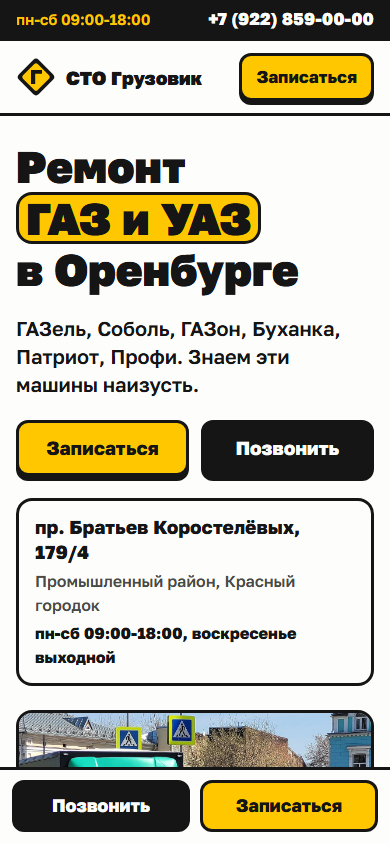 пн-сб 09:00-18:00 +7 (922) 859-00-00
Г СТО Грузовик Записаться
Ремонт
ГАЗ и УАЗ
в Оренбурге
ГАЗель, Соболь, ГАЗон, Буханка,
Патриот, Профи. Знаем эти
машины наизусть.
Записаться Позвонить
пр. Братьев Коростелёвых,
179/4
Промышленный район, Красный
городок
пн-сб 09:00-18:00, воскресенье
выходной
Позвонить Записаться